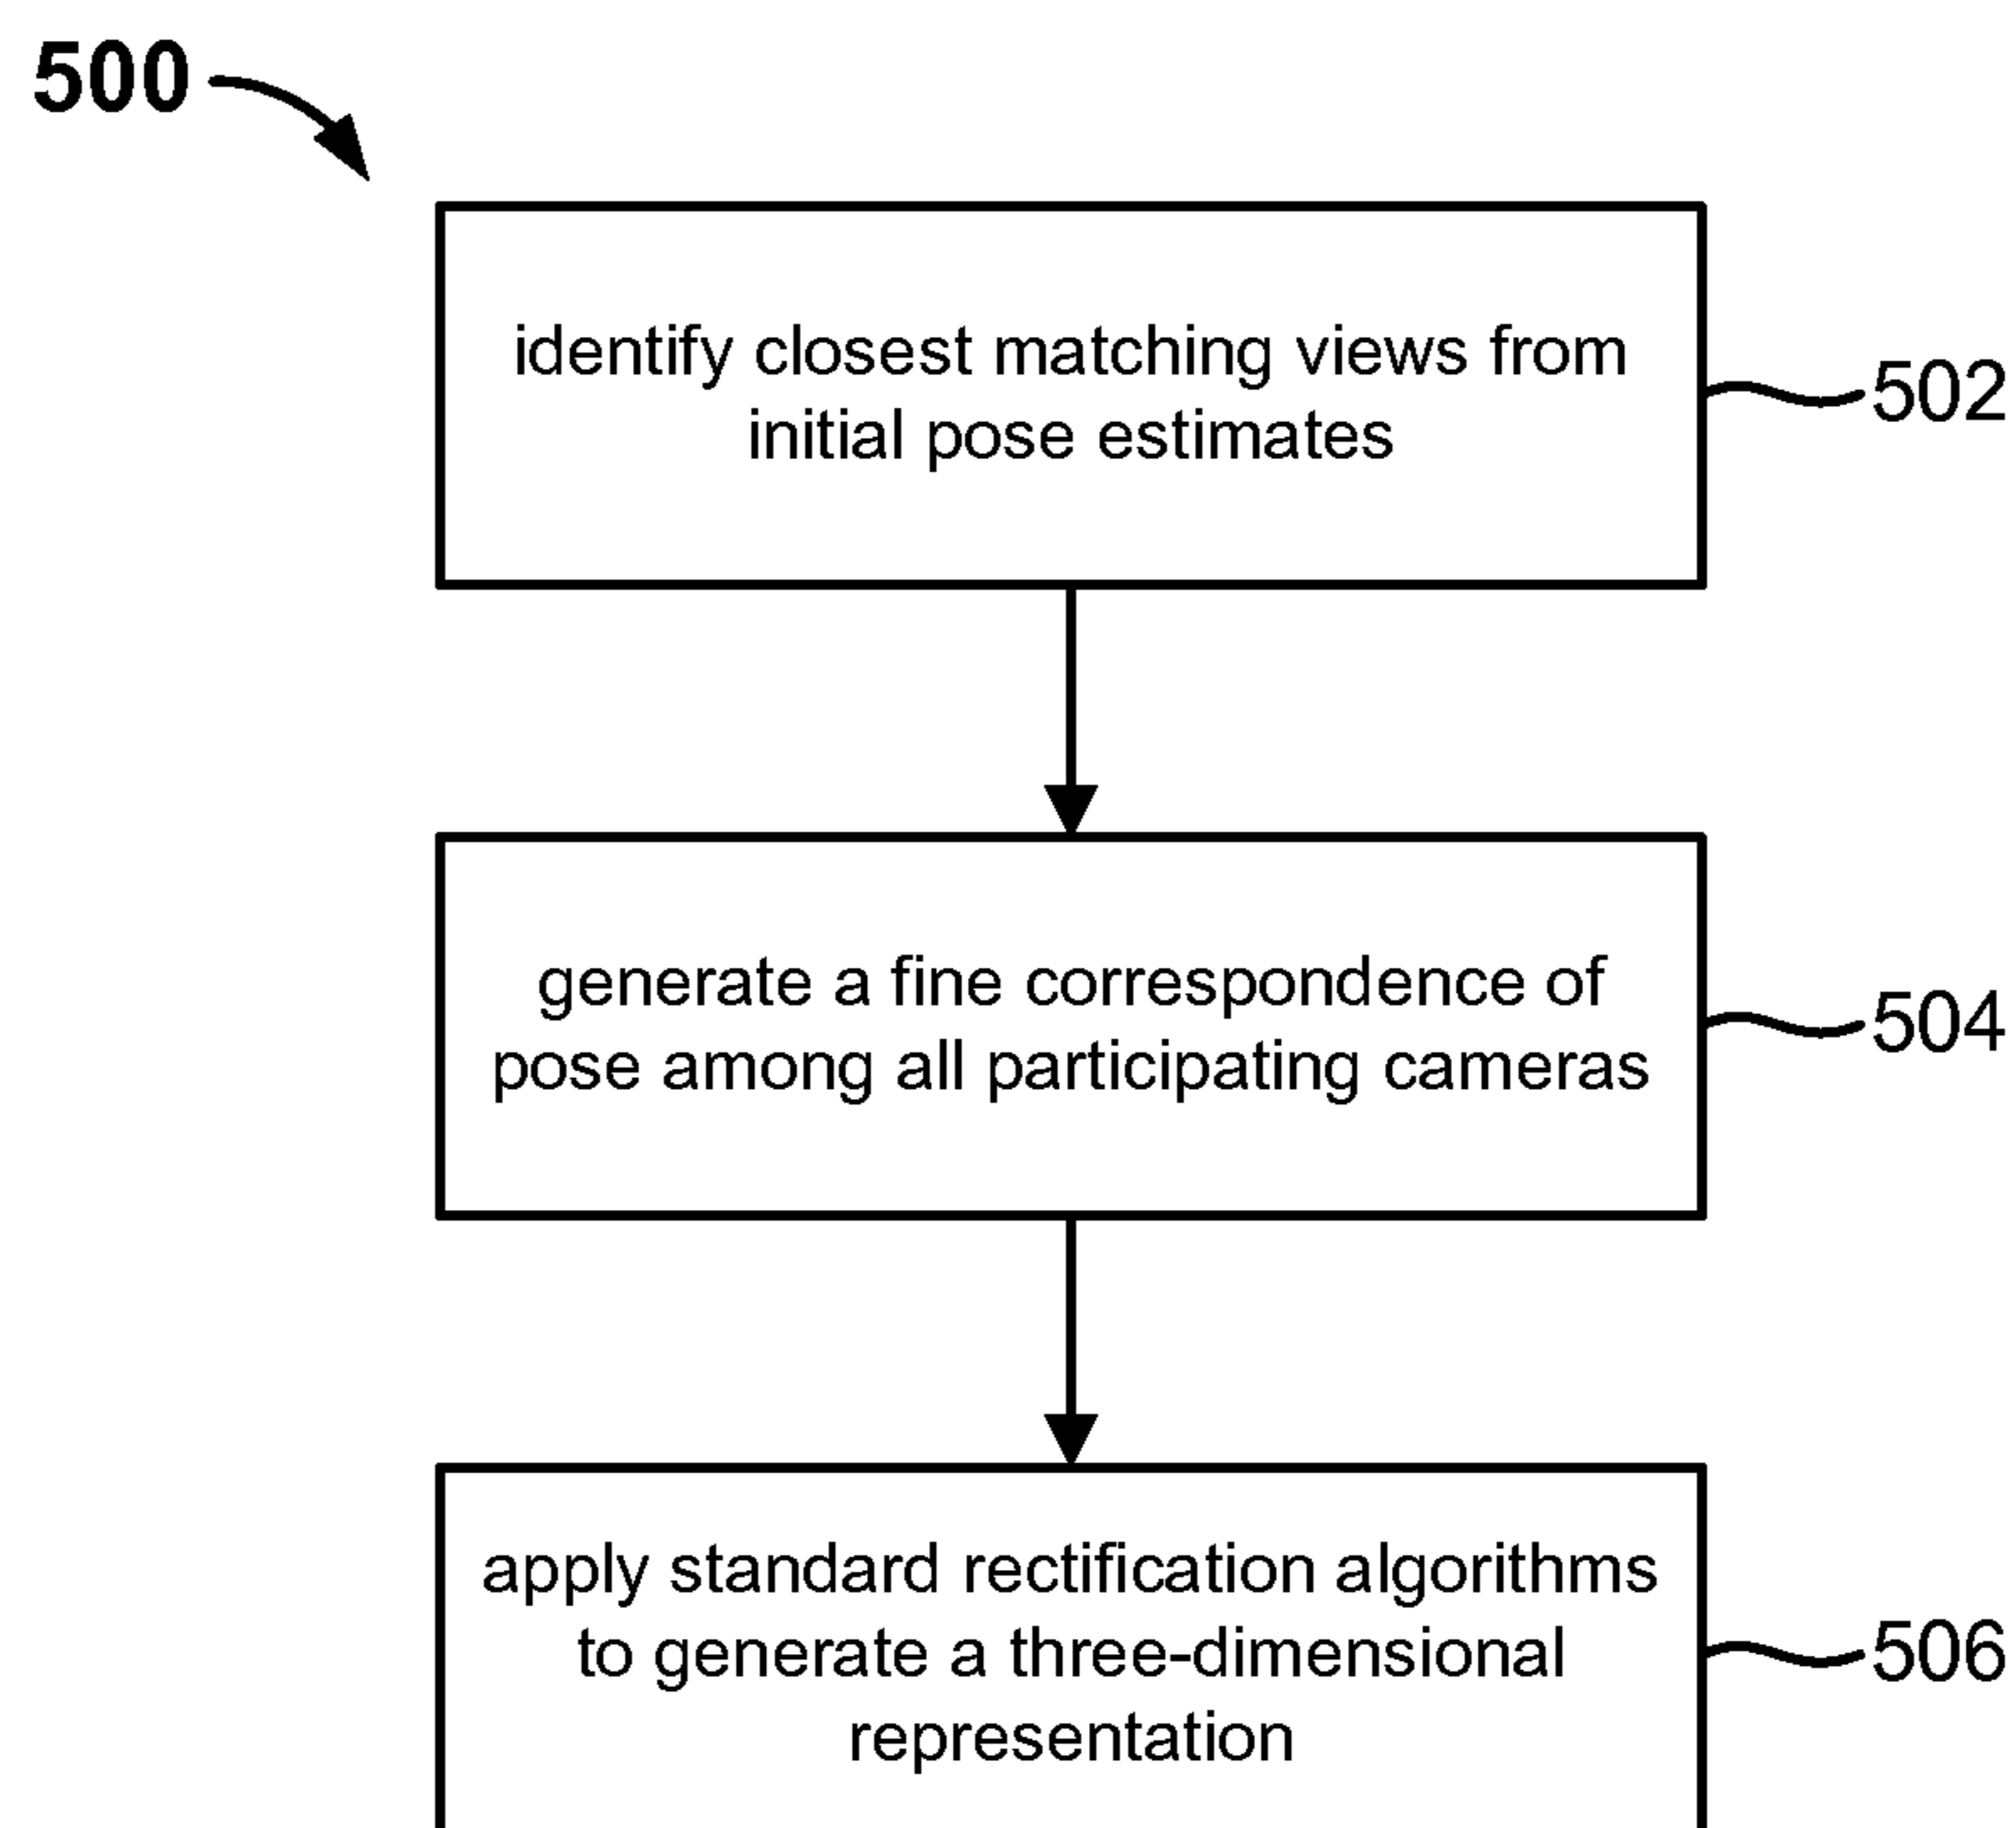 500
identify closest matching views from
initial pose estimates
502
generate a fine correspondence of
pose among all participating cameras
504
apply standard rectification algorithms
to generate a three-dimensional
representation
506